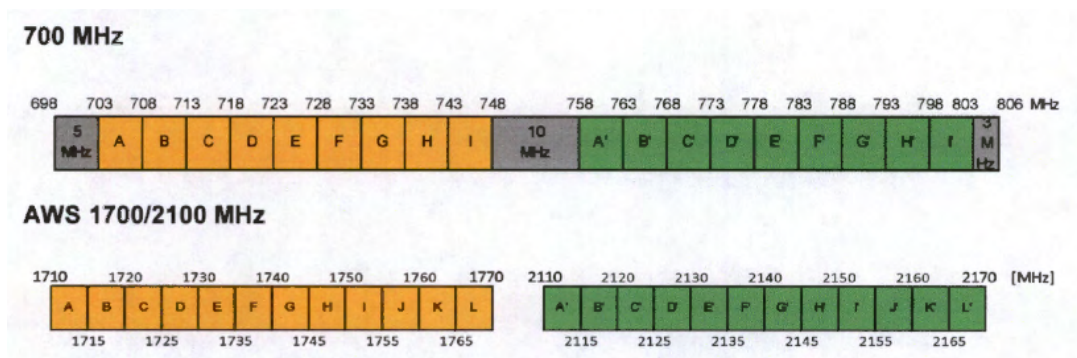 700 MHz
698 703 708 713 718 723 728 733 738 743 748 758 763 768 773 778 783 788 793 798 803 806 MHz
5 MHz A B C D E F G H I 10 MHz A' B' C' D' E' F' G' H' I' 3 M Hz
AWS 1700/2100 MHz
1710 1720 1730 1740 1750 1760 1770 2110 2120 2130 2140 2150 2160 2170 [MHz]
A B C D E F G H I J K L A' B' C' D' E' F' G' H' I' J' K' L'
1715 1725 1735 1745 1755 1765 2115 2125 2135 2145 2155 2165